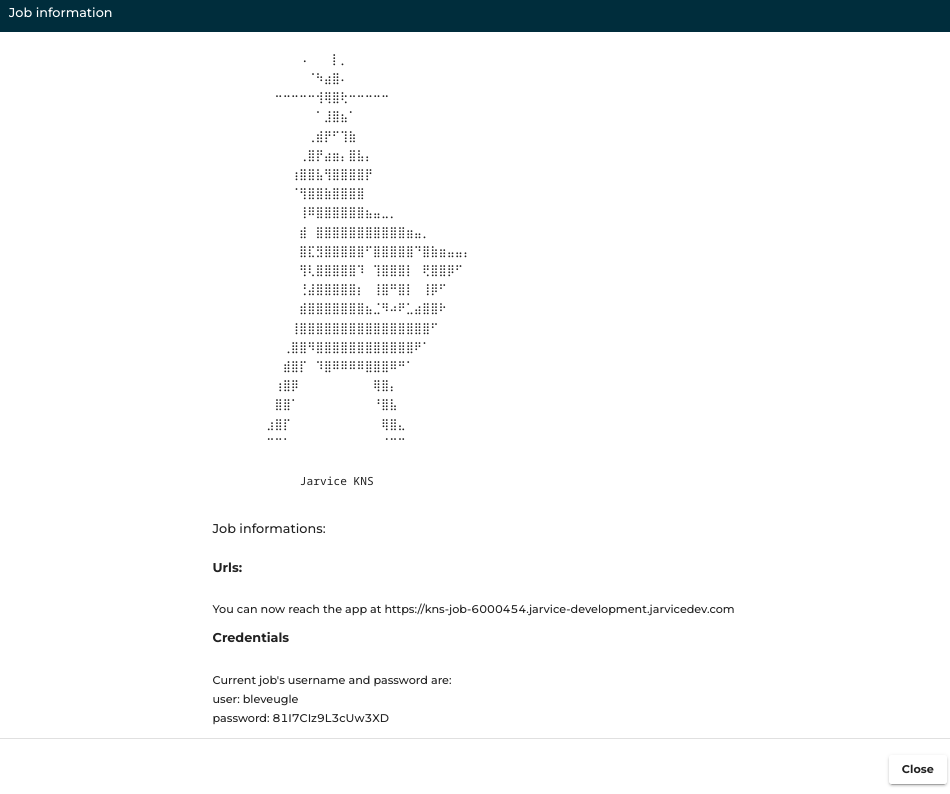 Job information
Jarvice KNS
Job informations:
Urls:
You can now reach the app at https://kns-job-6000454.jarvice-development.jarvicedev.com
Credentials
Current job's username and password are:
user: bleveugle
password: 81I7CIz9L3cUw3XD
Close